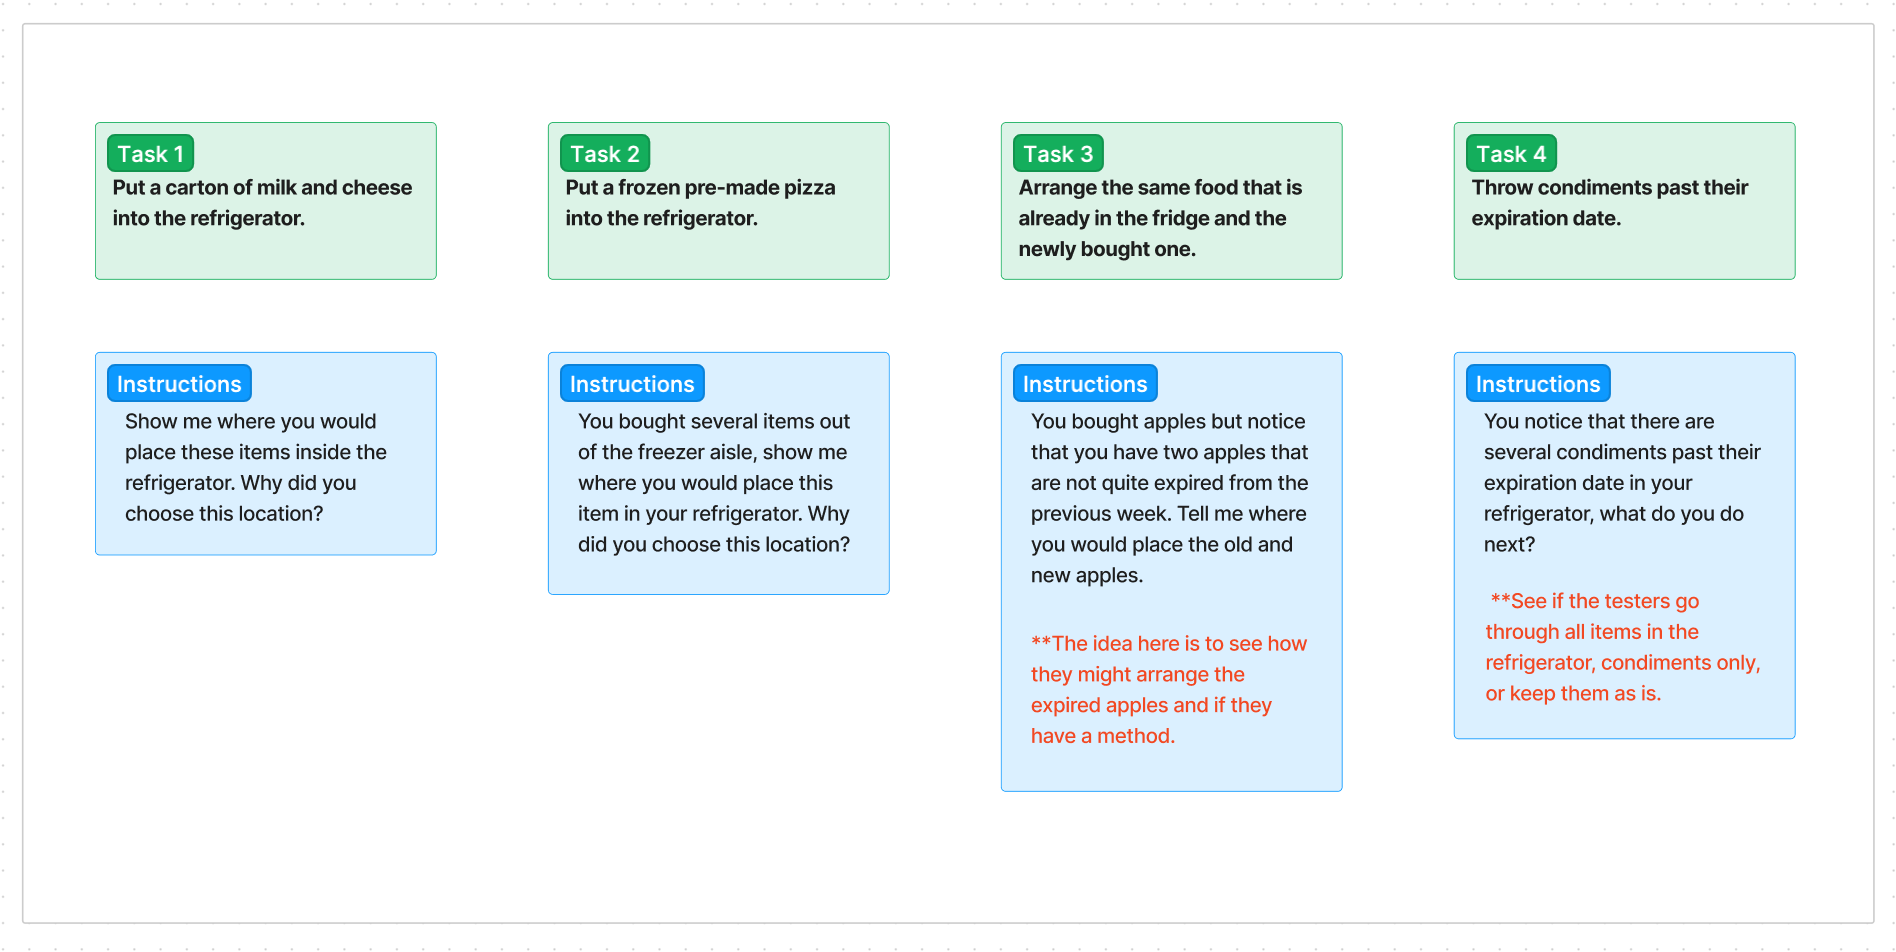 Task 1
Put a carton of milk and cheese
into the refrigerator.
Task 2
Put a frozen pre-made pizza
into the refrigerator.
Task 3
Arrange the same food that is
already in the fridge and the
newly bought one.
Task 4
Throw condiments past their
expiration date.
Instructions
Show me where you would
place these items inside the
refrigerator. Why did you
choose this location?
Instructions
You bought several items out
of the freezer aisle, show me
where you would place this
item in your refrigerator. Why
did you choose this location?
Instructions
You bought apples but notice
that you have two apples that
are not quite expired from the
previous week. Tell me where
you would place the old and
new apples.
**The idea here is to see how
they might arrange the
expired apples and if they
have a method.
Instructions
You notice that there are
several condiments past their
expiration date in your
refrigerator, what do you do
next?
**See if the testers go
through all items in the
refrigerator, condiments only,
or keep them as is.